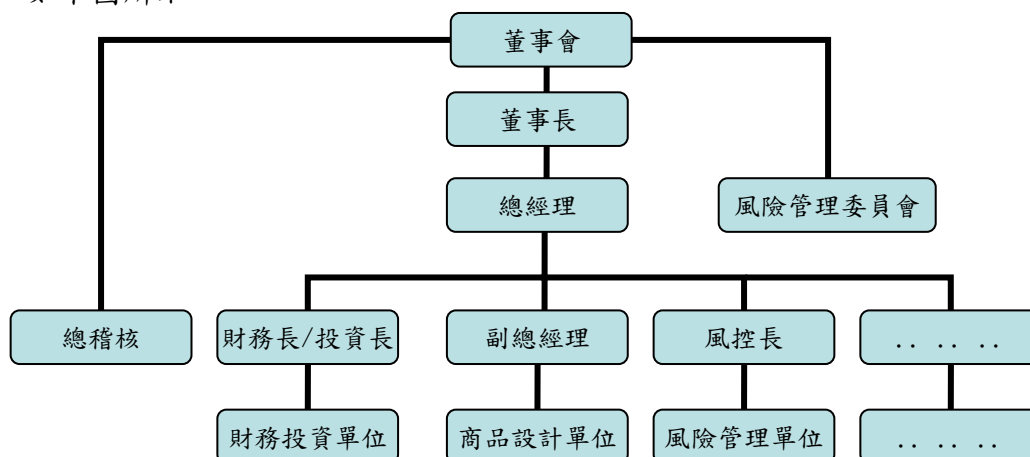 董事會
董事長
總經理
風險管理委員會
總稽核
財務長/投資長
副總經理
風控長
.. .. ..
財務投資單位
商品設計單位
風險管理單位
.. .. ..